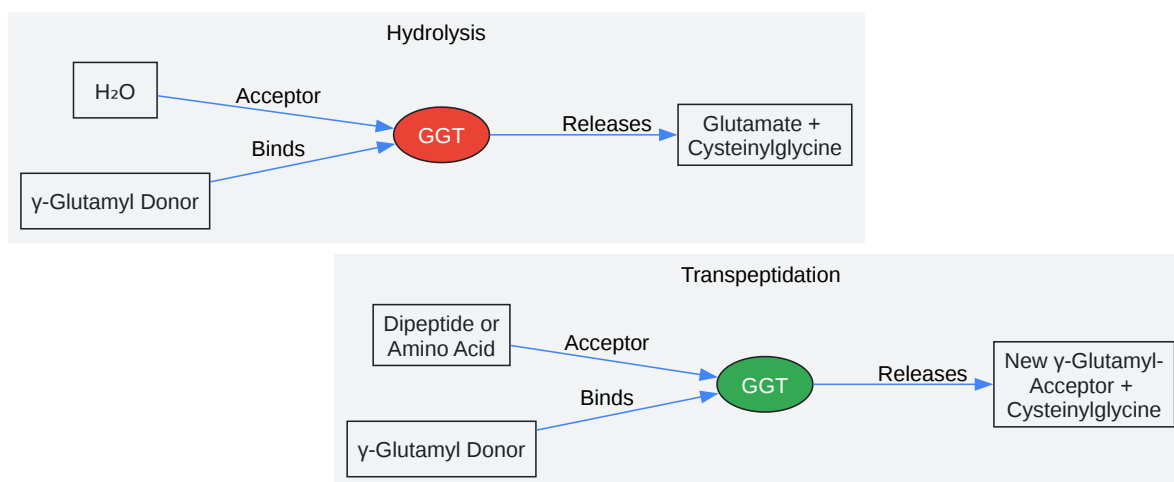 Hydrolysis
H₂O
Acceptor
GGT
Releases
Glutamate +
Cysteinylglycine
Binds
γ-Glutamyl Donor
Transpeptidation
Dipeptide or
Amino Acid
Acceptor
GGT
Releases
New γ-Glutamyl-
Acceptor +
Cysteinylglycine
Binds
γ-Glutamyl Donor